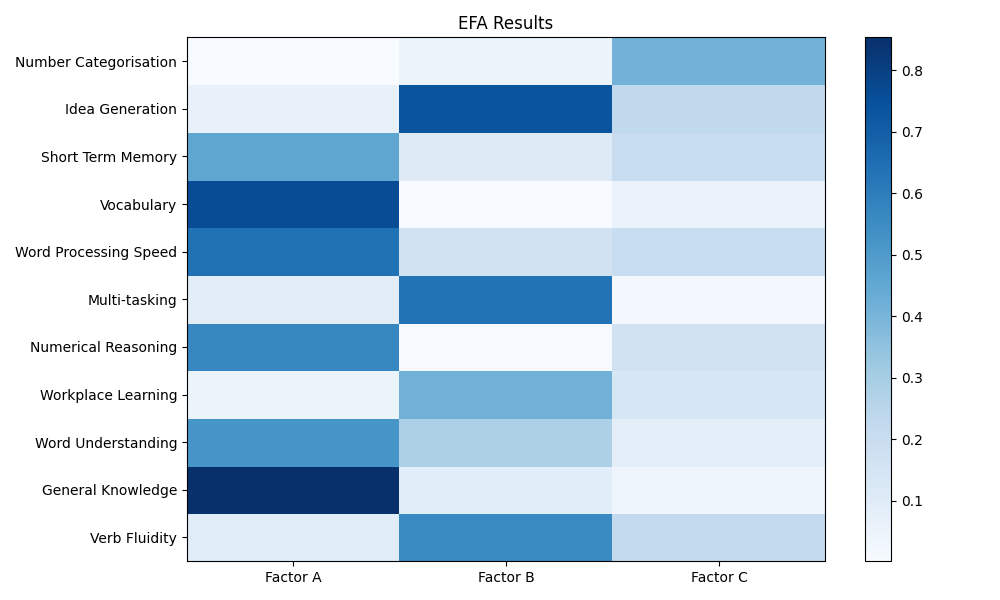 EFA Results
Number Categorisation
Idea Generation
Short Term Memory
Vocabulary
Word Processing Speed
Multi-tasking
Numerical Reasoning
Workplace Learning
Word Understanding
General Knowledge
Verb Fluidity
Factor A
Factor B
Factor C
0.8
0.7
0.6
0.5
0.4
0.3
0.2
0.1